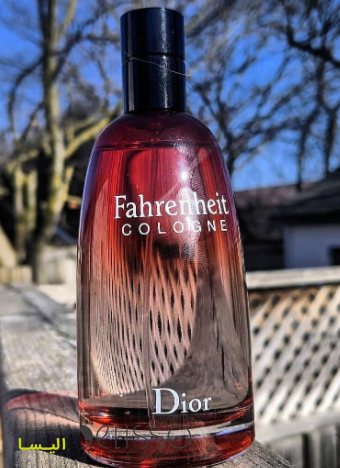 Fahrenheit
COLOGNE
Dior
اليسا